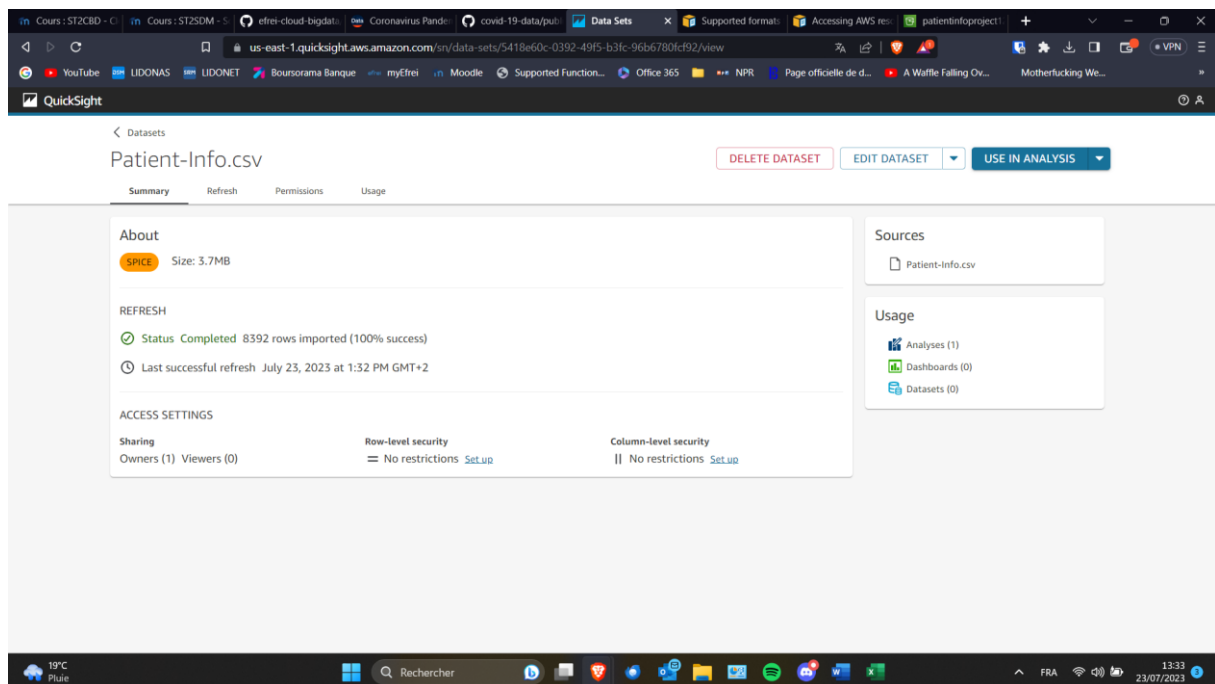 Cours : ST2CBD - C
Cours : ST2SDM - S
efrei-cloud-bigdata
Coronavirus Pande
covid-19-data/publ
Data Sets
Supported formats
Accessing AWS res
patientinfoproject1.
us-east-1.quicksight.aws.amazon.com/sn/data-sets/5418e60c-0392-49f5-b3fc-96b6780fcf92/view
VPN
YouTube
LIDONAS
LIDONET
Boursorama Banque
myEfrei
Moodle
Supported Function...
Office 365
NPR
Page officielle de d...
A Waffle Falling Ov...
Motherfucking We...
QuickSight
Datasets
Patient-Info.csv
DELETE DATASET
EDIT DATASET
USE IN ANALYSIS
Summary Refresh Permissions Usage
About
SPICE Size: 3.7MB
REFRESH
Status Completed 8392 rows imported (100% success)
Last successful refresh July 23, 2023 at 1:32 PM GMT+2
ACCESS SETTINGS
Sharing
Owners (1) Viewers (0)
Row-level security
No restrictions Set up
Column-level security
No restrictions Set up
Sources
Patient-Info.csv
Usage
Analyses (1)
Dashboards (0)
Datasets (0)
19°C
Pluie
Rechercher
FRA
13:33
23/07/2023